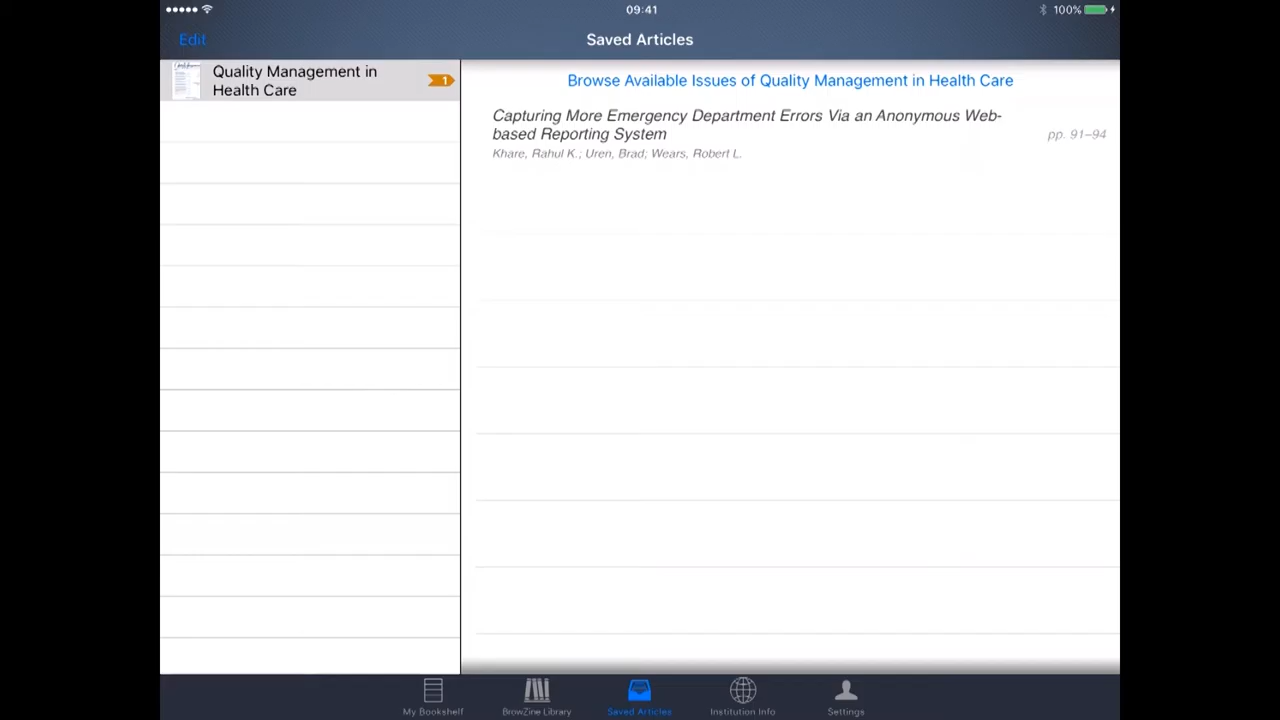 09:41
100%
Edit
Saved Articles
Quality Management in
Health Care
1
Browse Available Issues of Quality Management in Health Care
Capturing More Emergency Department Errors Via an Anonymous Web-
based Reporting System
pp. 91–94
Khare, Rahul K.; Uren, Brad; Wears, Robert L.
My Bookshelf
BrowZine Library
Saved Articles
Institution Info
Settings